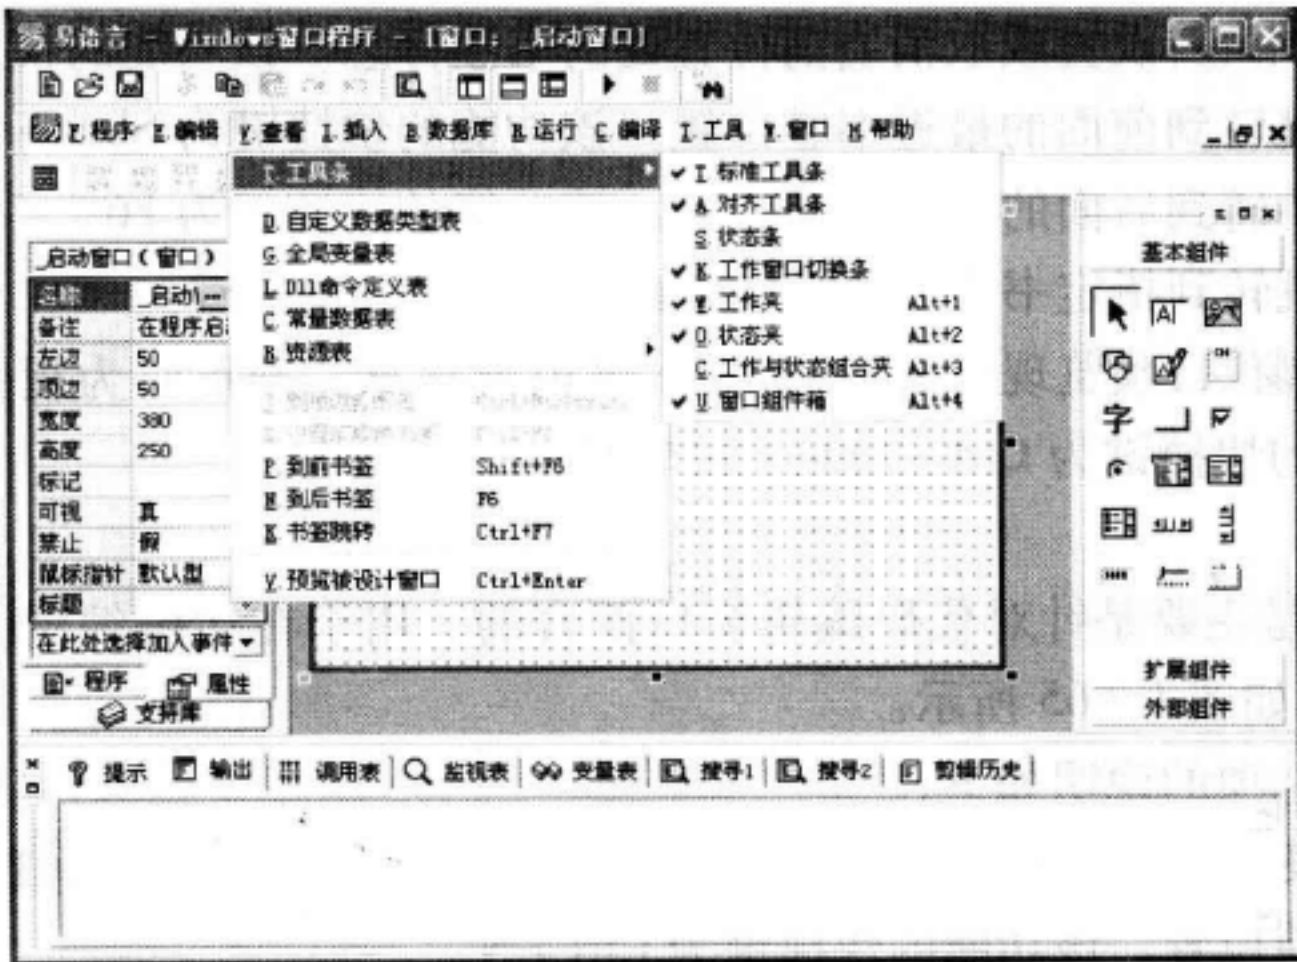 易语言 - Windows窗口程序 - [窗口: _启动窗口]
F.程序 E.编辑 V.查看 I.插入 B.数据库 R.运行 C.编译 T.工具 W.窗口 H.帮助
T.工具条
D.自定义数据类型表
G.全局变量表
L.Dll命令定义表
C.常量数据表
R.资源表
P.到前书签 Shift+F6
N.到后书签 F6
K.书签跳转 Ctrl+F7
V.预览被设计窗口 Ctrl+Enter
✓ T.标准工具条
✓ A.对齐工具条
S.状态条
✓ K.工作窗口切换条
✓ W.工作夹 Alt+1
✓ O.状态夹 Alt+2
C.工作与状态组合夹 Alt+3
✓ U.窗口组件箱 Alt+4
_启动窗口(窗口)
名称 _启动
备注 在程序启
左边 50
顶边 50
宽度 380
高度 250
标记
可视 真
禁止 假
鼠标指针 默认型
标题
在此处选择加入事件
程序 属性
支持库
基本组件
A
字
扩展组件
外部组件
提示 输出 调用表 监视表 变量表 搜寻1 搜寻2 剪辑历史